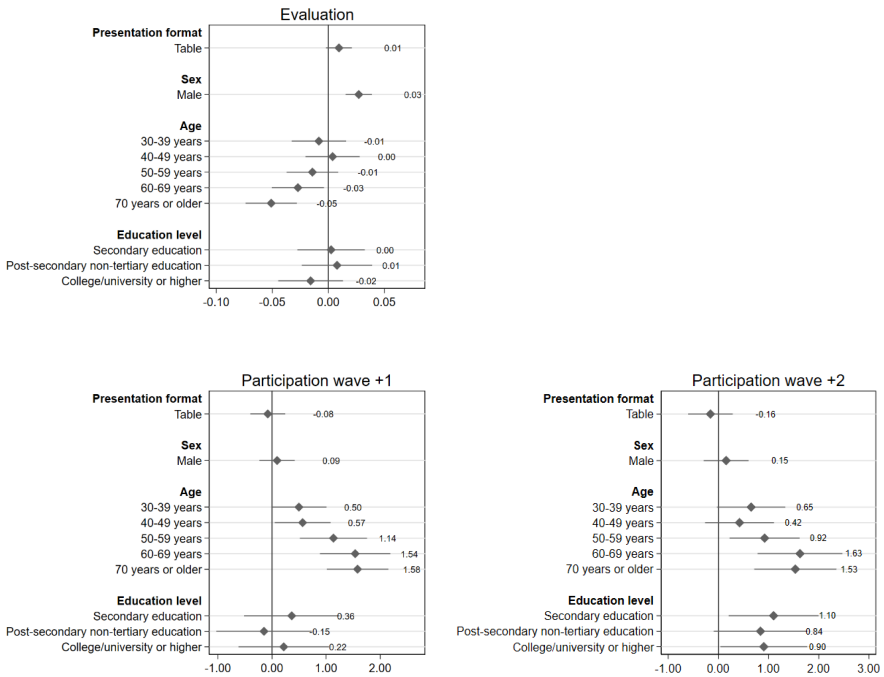 Evaluation
Presentation format
Table 0.01
Sex
Male 0.03
Age
30-39 years -0.01
40-49 years 0.00
50-59 years -0.01
60-69 years -0.03
70 years or older -0.05
Education level
Secondary education 0.00
Post-secondary non-tertiary education 0.01
College/university or higher -0.02
-0.10 -0.05 0.00 0.05
Participation wave +1
Presentation format
Table -0.08
Sex
Male 0.09
Age
30-39 years 0.50
40-49 years 0.57
50-59 years 1.14
60-69 years 1.54
70 years or older 1.58
Education level
Secondary education 0.36
Post-secondary non-tertiary education -0.15
College/university or higher 0.22
-1.00 0.00 1.00 2.00
Participation wave +2
Presentation format
Table -0.16
Sex
Male 0.15
Age
30-39 years 0.65
40-49 years 0.42
50-59 years 0.92
60-69 years 1.63
70 years or older 1.53
Education level
Secondary education 1.10
Post-secondary non-tertiary education 0.84
College/university or higher 0.90
-1.00 0.00 1.00 2.00 3.00